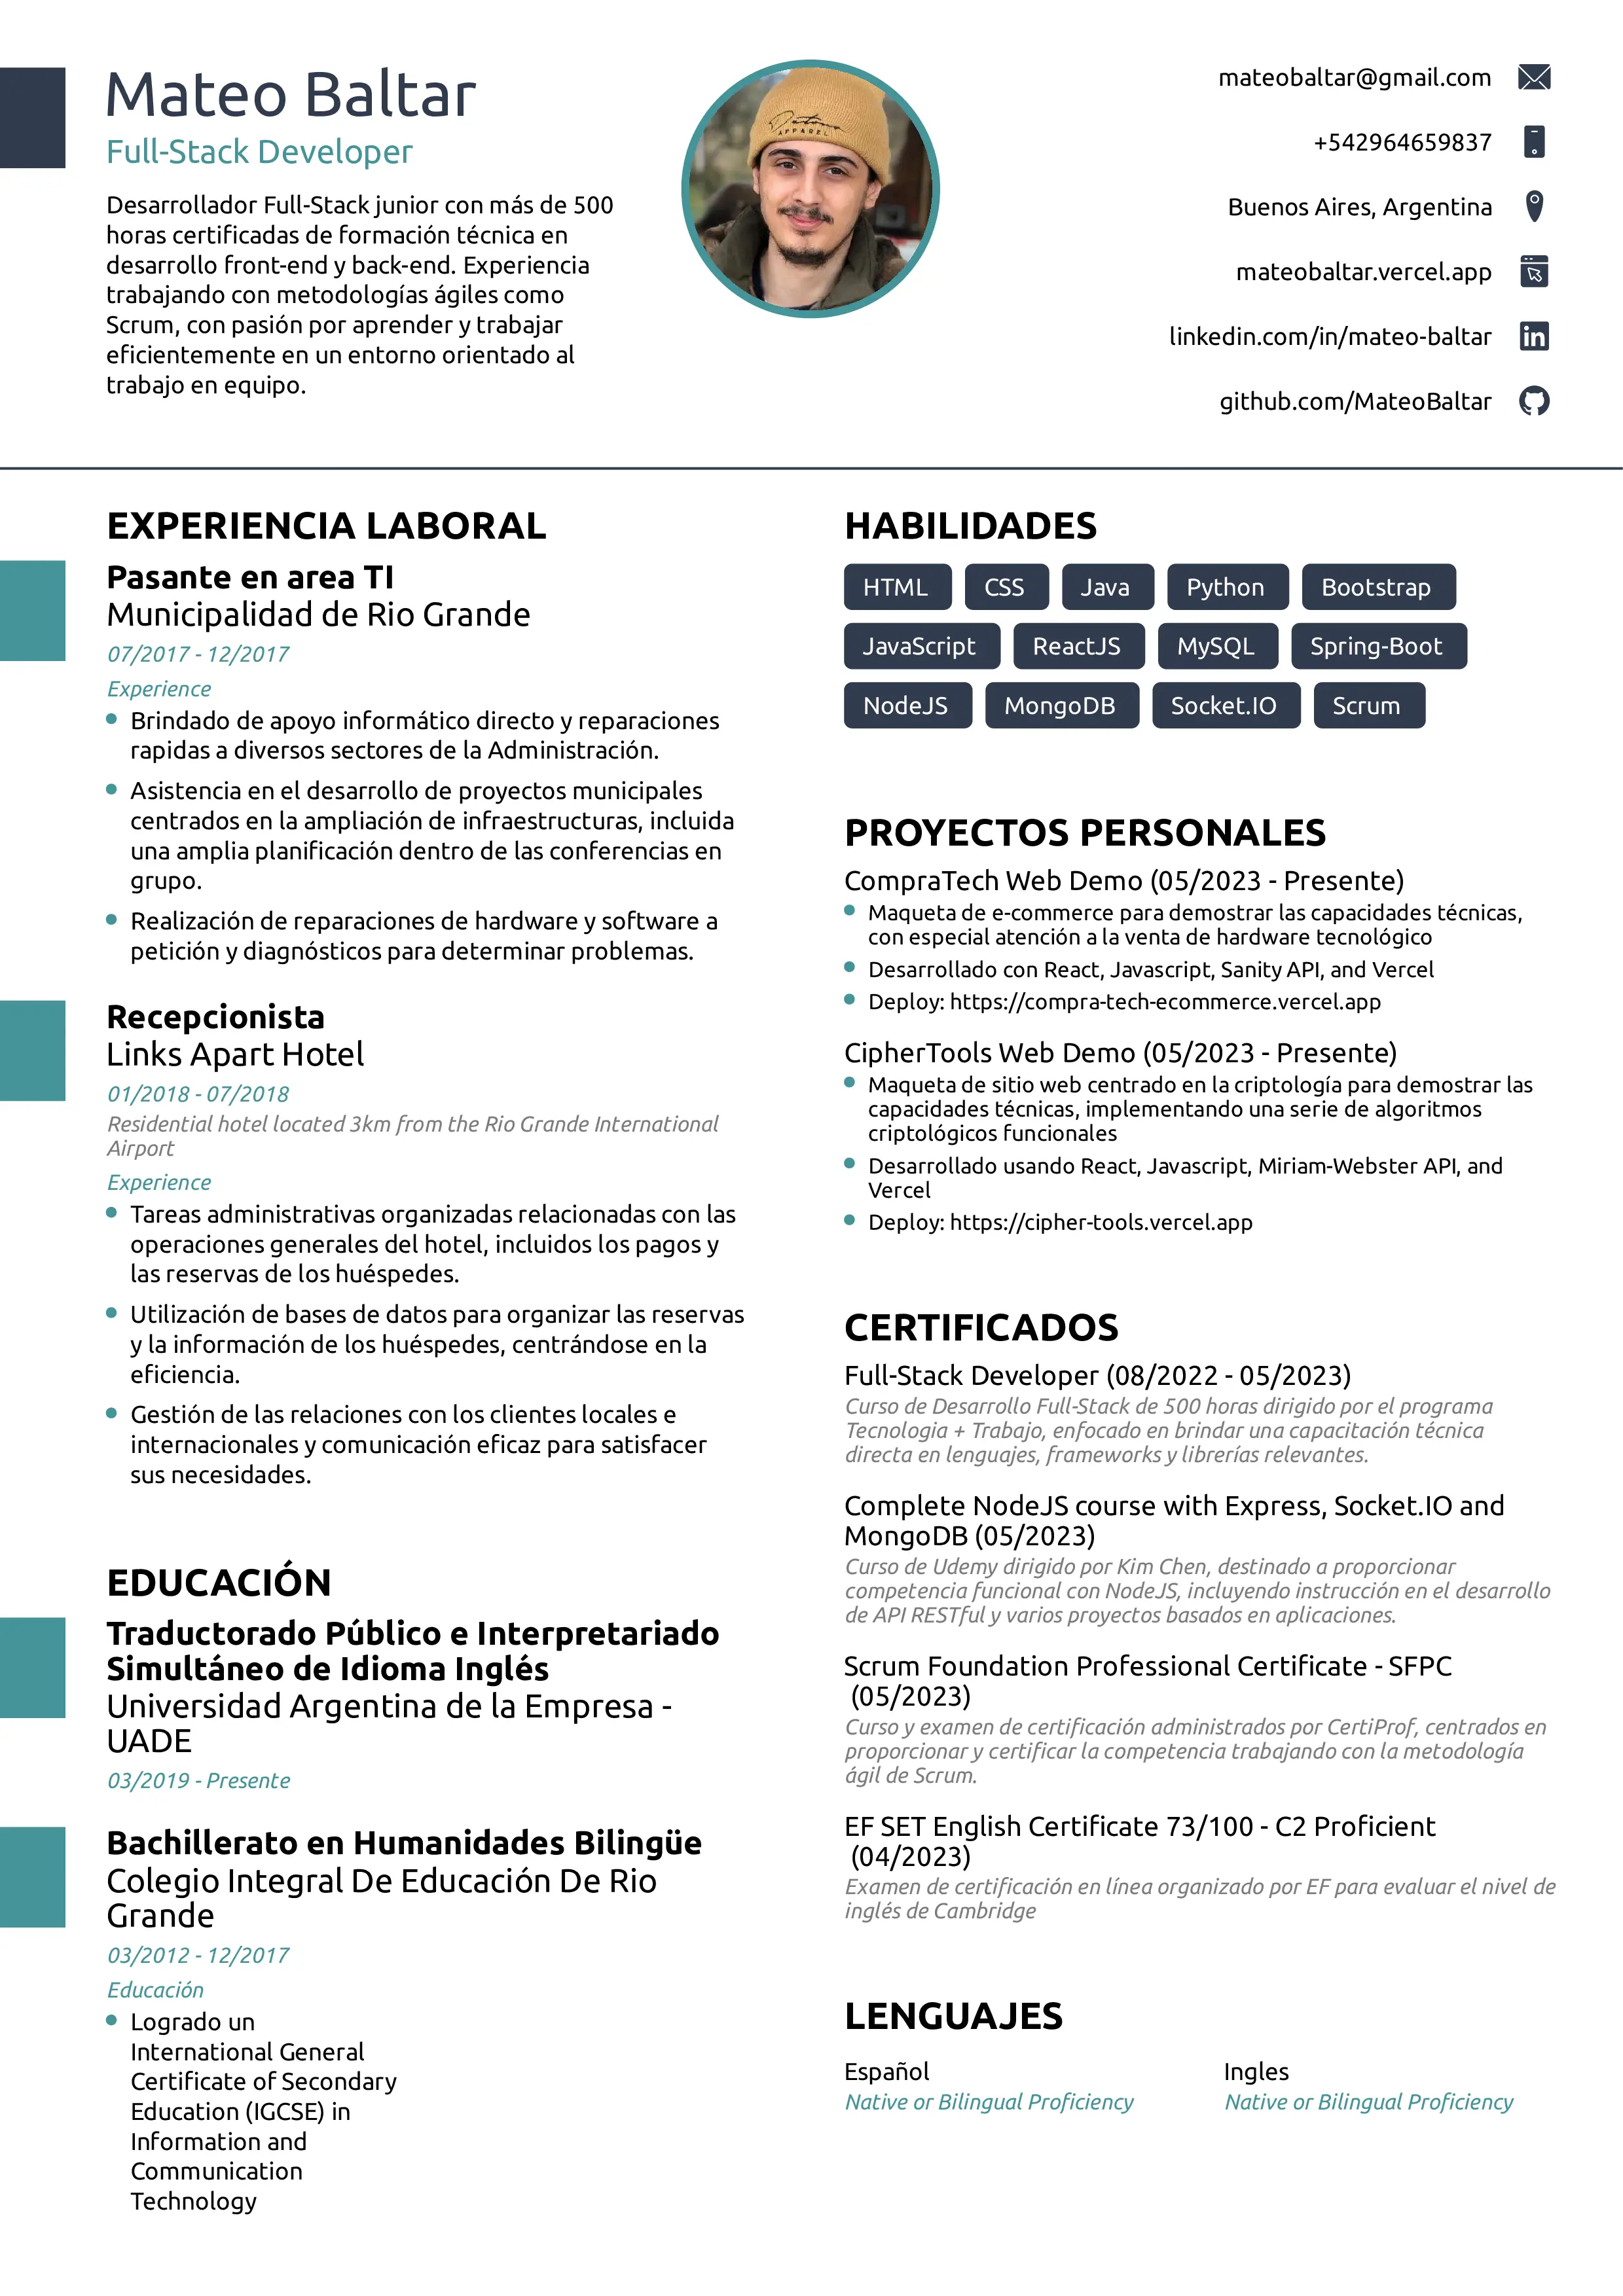 Mateo Baltar
Full-Stack Developer
Desarrollador Full-Stack junior con más de 500
horas certificadas de formación técnica en
desarrollo front-end y back-end. Experiencia
trabajando con metodologías ágiles como
Scrum, con pasión por aprender y trabajar
eficientemente en un entorno orientado al
trabajo en equipo.
APPAREL
mateobaltar@gmail.com
+542964659837
Buenos Aires, Argentina
mateobaltar.vercel.app
linkedin.com/in/mateo-baltar
github.com/MateoBaltar
EXPERIENCIA LABORAL
Pasante en area TI
Municipalidad de Rio Grande
07/2017 - 12/2017
Experience
Brindado de apoyo informático directo y reparaciones
rapidas a diversos sectores de la Administración.
Asistencia en el desarrollo de proyectos municipales
centrados en la ampliación de infraestructuras, incluida
una amplia planificación dentro de las conferencias en
grupo.
Realización de reparaciones de hardware y software a
petición y diagnósticos para determinar problemas.
Recepcionista
Links Apart Hotel
01/2018 - 07/2018
Residential hotel located 3km from the Rio Grande International
Airport
Experience
Tareas administrativas organizadas relacionadas con las
operaciones generales del hotel, incluidos los pagos y
las reservas de los huéspedes.
Utilización de bases de datos para organizar las reservas
y la información de los huéspedes, centrándose en la
eficiencia.
Gestión de las relaciones con los clientes locales e
internacionales y comunicación eficaz para satisfacer
sus necesidades.
EDUCACIÓN
Traductorado Público e Interpretariado
Simultáneo de Idioma Inglés
Universidad Argentina de la Empresa -
UADE
03/2019 - Presente
Bachillerato en Humanidades Bilingüe
Colegio Integral De Educación De Rio
Grande
03/2012 - 12/2017
Educación
Logrado un
International General
Certificate of Secondary
Education (IGCSE) in
Information and
Communication
Technology
HABILIDADES
HTML CSS Java Python Bootstrap
JavaScript ReactJS MySQL Spring-Boot
NodeJS MongoDB Socket.IO Scrum
PROYECTOS PERSONALES
CompraTech Web Demo (05/2023 - Presente)
Maqueta de e-commerce para demostrar las capacidades técnicas,
con especial atención a la venta de hardware tecnológico
Desarrollado con React, Javascript, Sanity API, and Vercel
Deploy: https://compra-tech-ecommerce.vercel.app
CipherTools Web Demo (05/2023 - Presente)
Maqueta de sitio web centrado en la criptología para demostrar las
capacidades técnicas, implementando una serie de algoritmos
criptológicos funcionales
Desarrollado usando React, Javascript, Miriam-Webster API, and
Vercel
Deploy: https://cipher-tools.vercel.app
CERTIFICADOS
Full-Stack Developer (08/2022 - 05/2023)
Curso de Desarrollo Full-Stack de 500 horas dirigido por el programa
Tecnologia + Trabajo, enfocado en brindar una capacitación técnica
directa en lenguajes, frameworks y librerías relevantes.
Complete NodeJS course with Express, Socket.IO and
MongoDB (05/2023)
Curso de Udemy dirigido por Kim Chen, destinado a proporcionar
competencia funcional con NodeJS, incluyendo instrucción en el desarrollo
de API RESTful y varios proyectos basados en aplicaciones.
Scrum Foundation Professional Certificate - SFPC
(05/2023)
Curso y examen de certificación administrados por CertiProf, centrados en
proporcionar y certificar la competencia trabajando con la metodología
ágil de Scrum.
EF SET English Certificate 73/100 - C2 Proficient
(04/2023)
Examen de certificación en línea organizado por EF para evaluar el nivel de
inglés de Cambridge
LENGUAJES
Español
Native or Bilingual Proficiency
Ingles
Native or Bilingual Proficiency